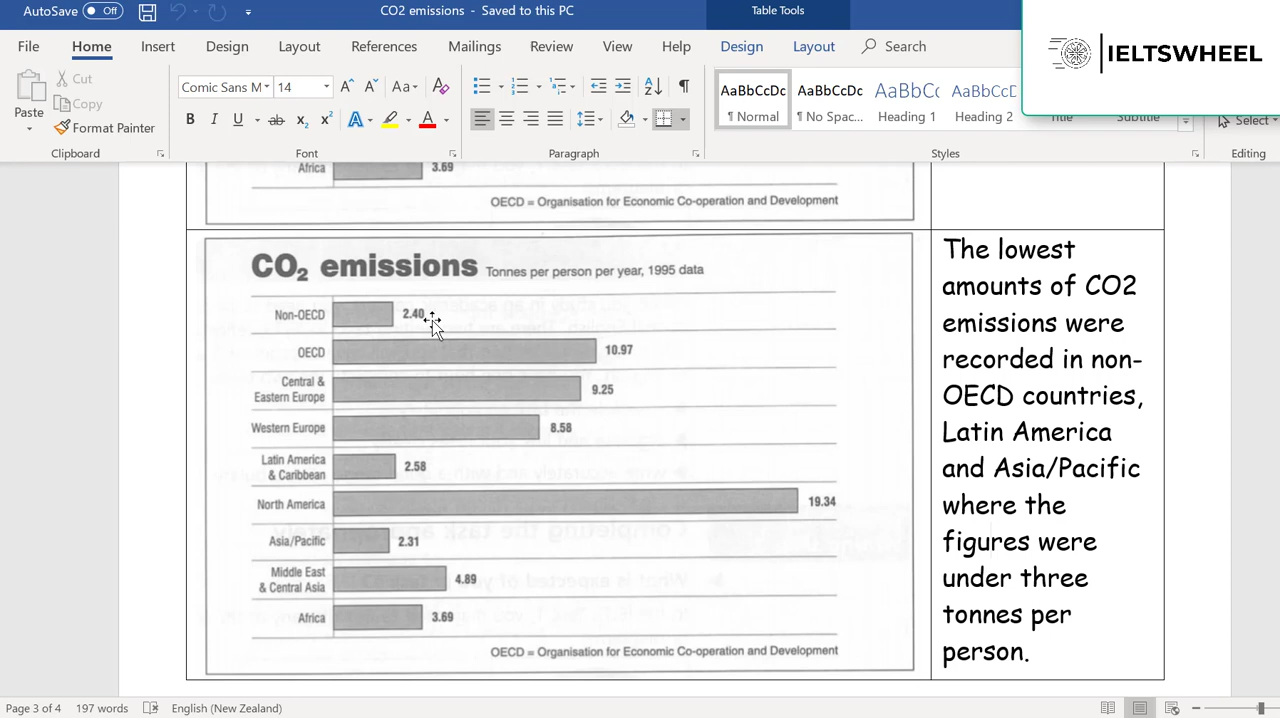 AutoSave Off
CO2 emissions - Saved to this PC
Table Tools
File Home Insert Design Layout References Mailings Review View Help Design Layout Search
IELTSWHEEL
Cut
Copy
Format Painter
Paste
Clipboard
Comic Sans M 14
Font
Paragraph
AaBbCcDc AaBbCcDc AaBbCc AaBbCcD
¶ Normal ¶ No Spac... Heading 1 Heading 2 Title Subtitle
Styles
Select
Editing
Africa 3.69
OECD = Organisation for Economic Co-operation and Development
CO₂ emissions Tonnes per person per year, 1995 data
Non-OECD 2.40
OECD 10.97
Central &
Eastern Europe 9.25
Western Europe 8.58
Latin America
& Caribbean 2.58
North America 19.34
Asia/Pacific 2.31
Middle East
& Central Asia 4.89
Africa 3.69
OECD = Organisation for Economic Co-operation and Development
The lowest
amounts of CO2
emissions were
recorded in non-
OECD countries,
Latin America
and Asia/Pacific
where the
figures were
under three
tonnes per
person.
Page 3 of 4 197 words English (New Zealand)